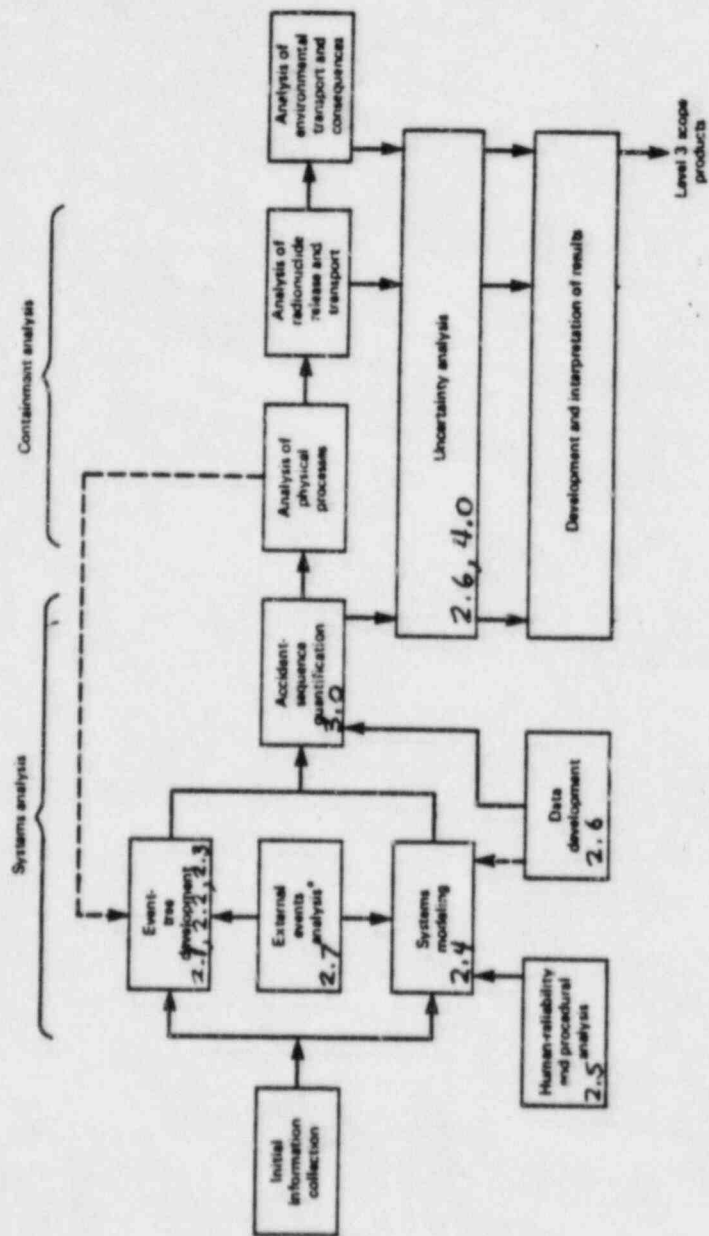 Systems analysis
Containmant analysis
Initial
information
collection
Event-
tree
development
2.1, 2.2, 2.3
External
events
analysis*
2.7
Systems
modeling
2.4
Human-reliability
and procedural
analysis
2.5
Data
development
2.6
Accident-
sequence
quantification
3.0
Analysis of
physical
processes
Analysis of
radionuclide
release and
transport
Analysis of
environmental
transport and
consequences
Uncertainty analysis
2.6, 4.0
Development and interpretation of results
Level 3 scope
products